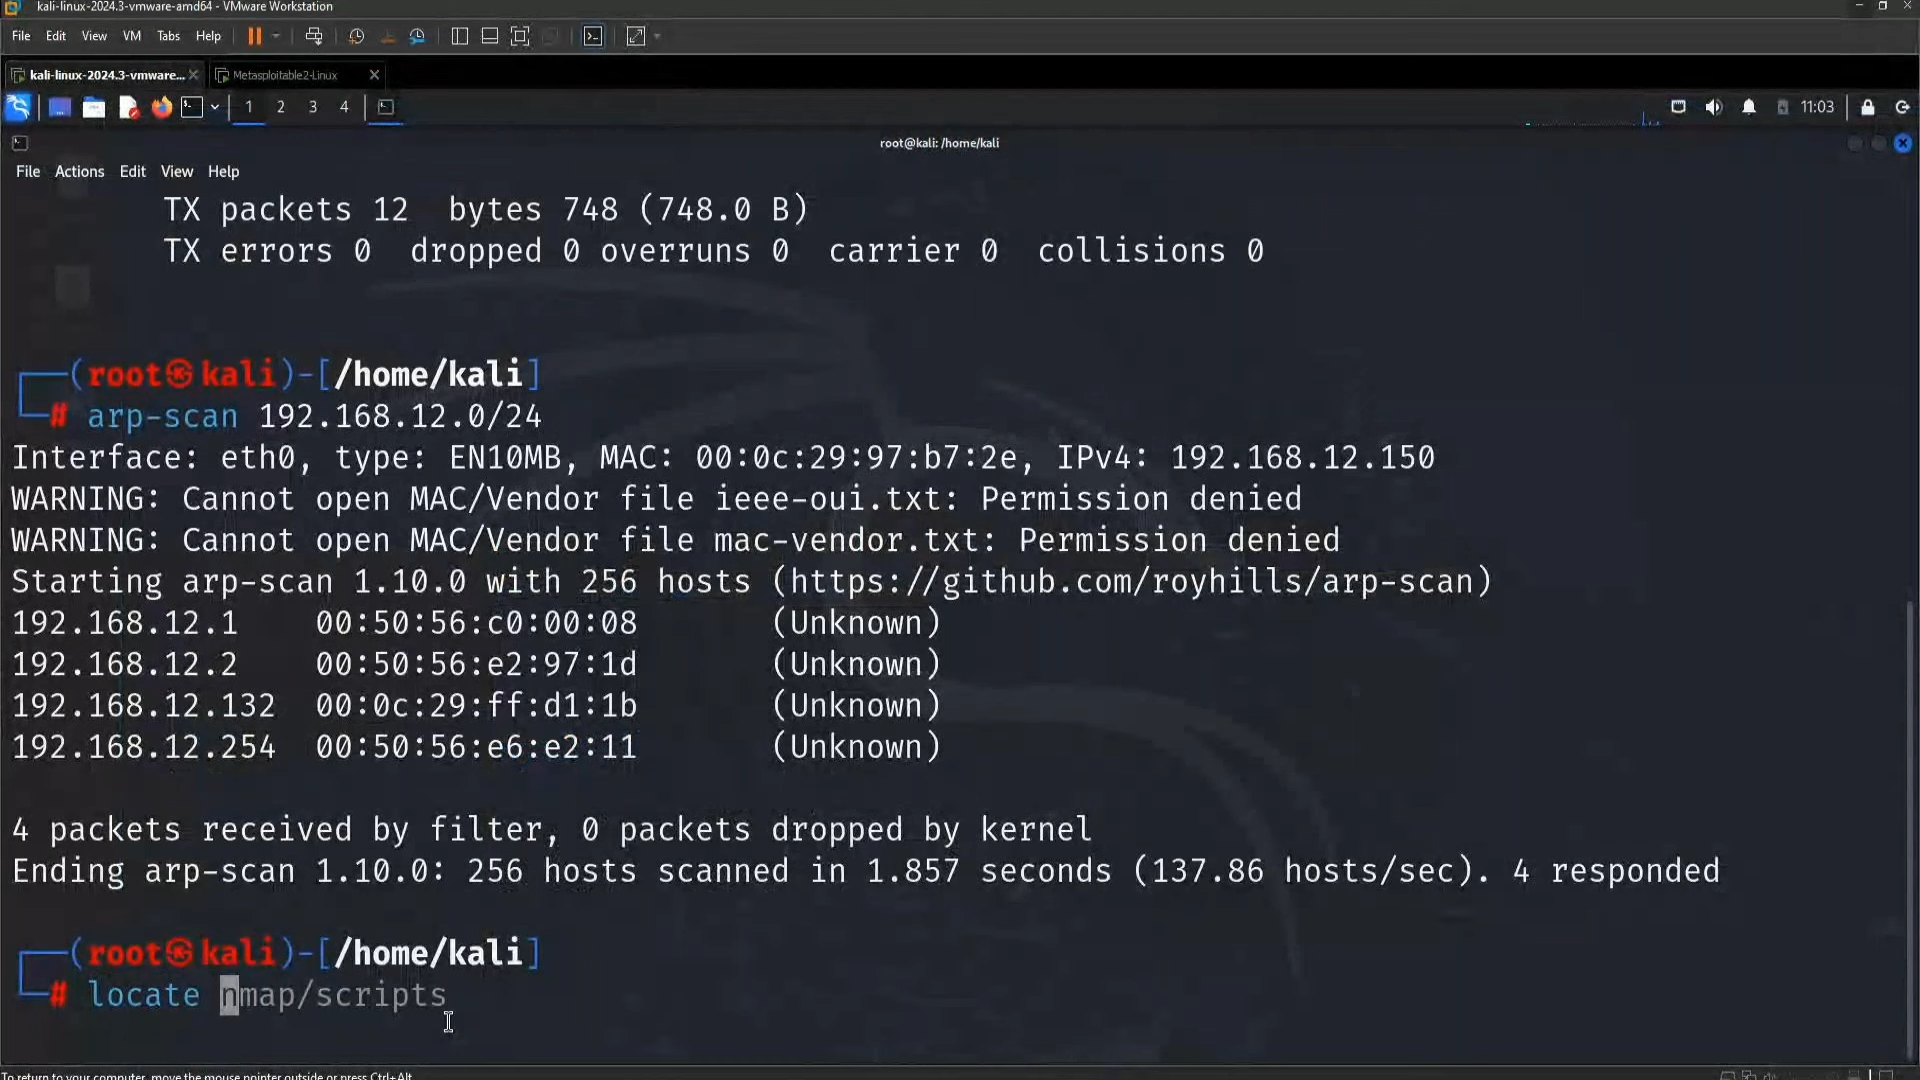 kali-linux-2024.3-vmware-amd64 - VMware Workstation
File Edit View VM Tabs Help
kali-linux-2024.3-vmware... Metasploitable2-Linux
1 2 3 4 11:03
root@kali: /home/kali
File Actions Edit View Help
TX packets 12 bytes 748 (748.0 B)
TX errors 0 dropped 0 overruns 0 carrier 0 collisions 0
(root㉿kali)-[/home/kali]
# arp-scan 192.168.12.0/24
Interface: eth0, type: EN10MB, MAC: 00:0c:29:97:b7:2e, IPv4: 192.168.12.150
WARNING: Cannot open MAC/Vendor file ieee-oui.txt: Permission denied
WARNING: Cannot open MAC/Vendor file mac-vendor.txt: Permission denied
Starting arp-scan 1.10.0 with 256 hosts (https://github.com/royhills/arp-scan)
192.168.12.1 00:50:56:c0:00:08 (Unknown)
192.168.12.2 00:50:56:e2:97:1d (Unknown)
192.168.12.132 00:0c:29:ff:d1:1b (Unknown)
192.168.12.254 00:50:56:e6:e2:11 (Unknown)
4 packets received by filter, 0 packets dropped by kernel
Ending arp-scan 1.10.0: 256 hosts scanned in 1.857 seconds (137.86 hosts/sec). 4 responded
(root㉿kali)-[/home/kali]
# locate nmap/scripts
To return to your computer, move the mouse pointer outside or press Ctrl+Alt.